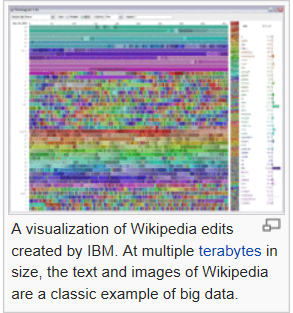 A visualization of Wikipedia edits
created by IBM. At multiple terabytes in
size, the text and images of Wikipedia
are a classic example of big data.